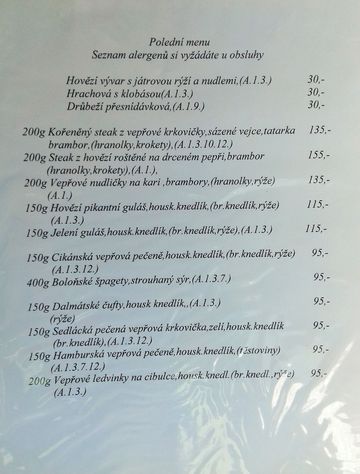 Polední menu
Seznam alergenů si vyžádáte u obsluhy
Hovězí vývar s játrovou rýží a nudlemi,(A.1.3.) 30,-
Hrachová s klobásou(A.1.3.) 30,-
Drůbeží přesnídávková,(A.1.9.) 30,-
200g Kořeněný steak z vepřové krkovičky,sázené vejce,tatarka 135,-
brambor,(hranolky,krokety),(A.1.3.10.12.)
200g Steak z hovězí roštěné na drceném pepři,brambor 155,-
(hranolky,krokety),(A.1.),
200g Vepřové nudličky na kari ,brambory,(hranolky,rýže) 135,-
(A.1.)
150g Hovězí pikantní guláš,housk.knedlík,(br.knedlík,rýže) 115,-
(A.1.3.)
150g Jelení guláš,housk.knedlík,(br.knedlík,rýže),(A.1.3.) 115,-
150g Cikánská vepřová pečeně,housk.knedlík,(br.knedlík,rýže) 95,-
(A.1.3.12.)
400g Boloňské špagety,strouhaný sýr,(A.1.3.7.) 95,-
150g Dalmátské čufty,housk knedlík,,(A.1.3.) 95,-
(rýže)
150g Sedlácká pečená vepřová krkovička,zelí,housk.knedlík 95,-
(br.knedlík),(A.1.3.12.)
150g Hamburská vepřová pečeně,housk.knedlík,(těstoviny) 95,-
(A.1.3.7.12.)
200g Vepřové ledvinky na cibulce,housk.knedl.(br.knedl.,rýže) 95,-
(A.1.3.)